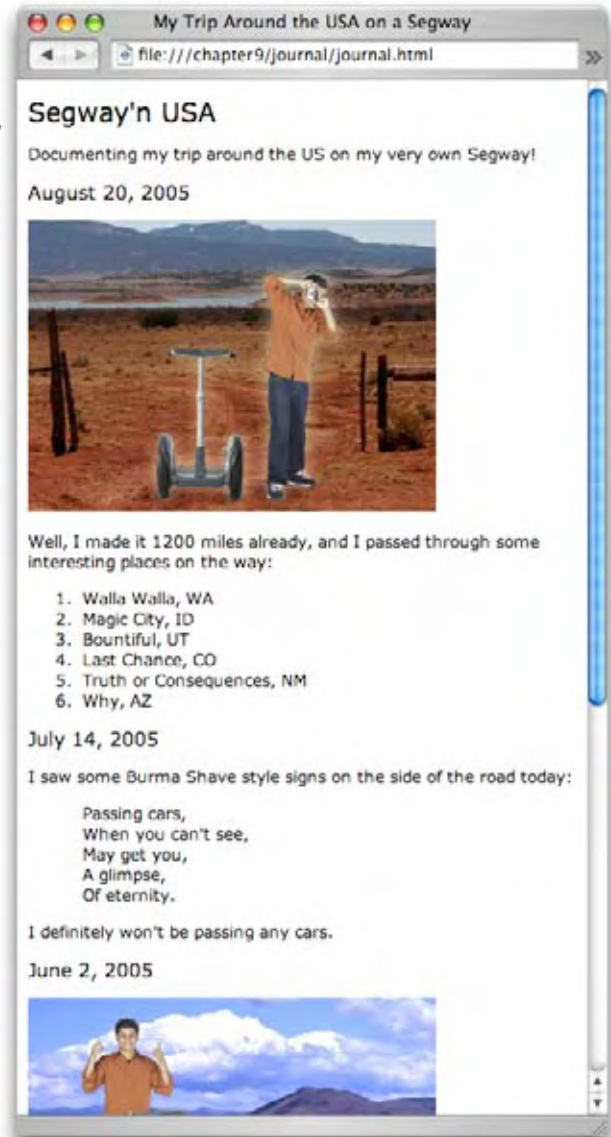 My Trip Around the USA on a Segway
file:///chapter9/journal/journal.html
Segway'n USA
Documenting my trip around the US on my very own Segway!
August 20, 2005
Well, I made it 1200 miles already, and I passed through some
interesting places on the way:
1. Walla Walla, WA
2. Magic City, ID
3. Bountiful, UT
4. Last Chance, CO
5. Truth or Consequences, NM
6. Why, AZ
July 14, 2005
I saw some Burma Shave style signs on the side of the road today:
Passing cars,
When you can't see,
May get you,
A glimpse,
Of eternity.
I definitely won't be passing any cars.
June 2, 2005